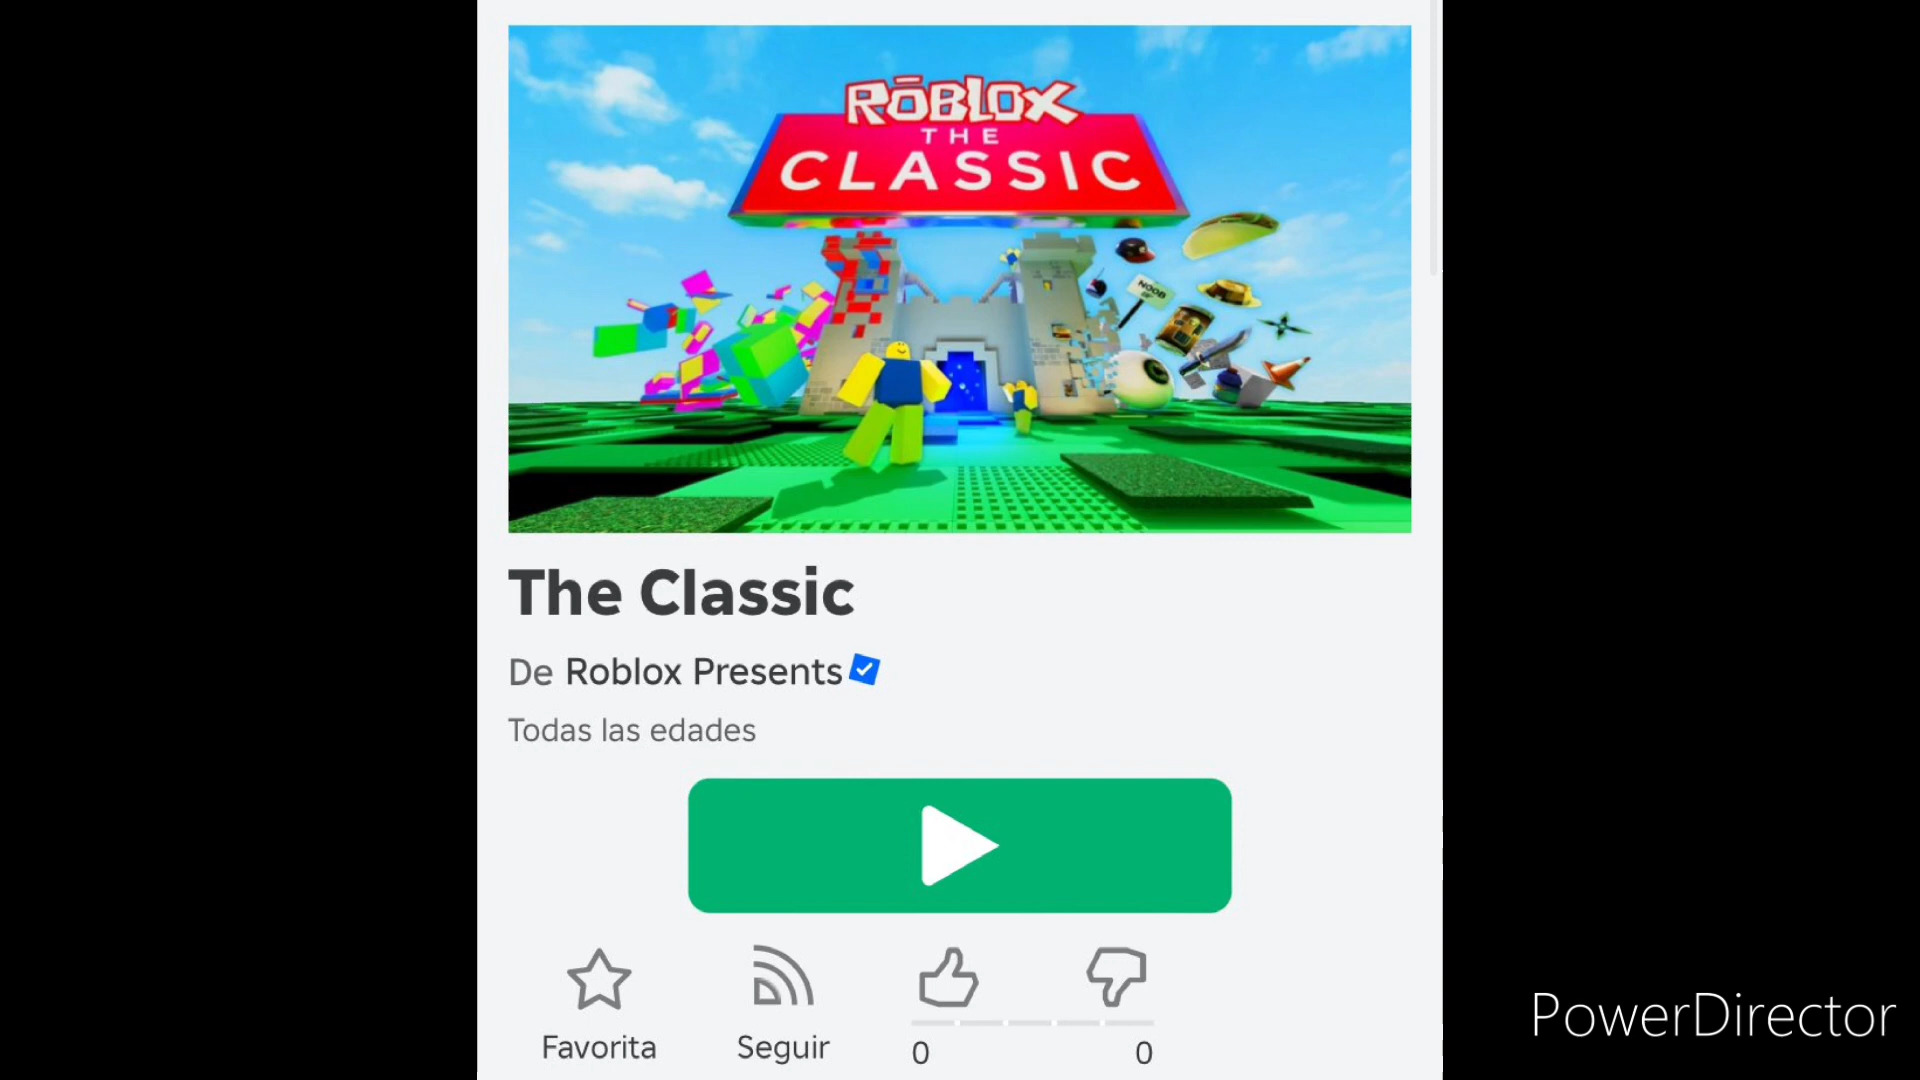 RŌBLOX
THE
CLASSIC
NOOB
The Classic
De Roblox Presents
Todas las edades
Favorita
Seguir
0
0
PowerDirector